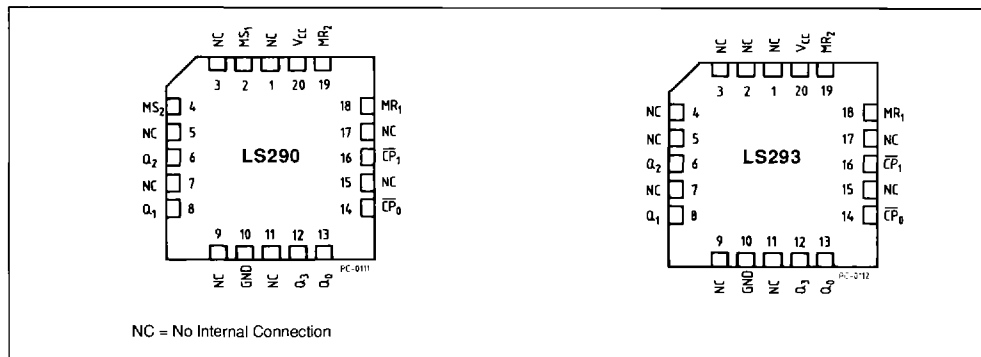 NC MS₁ NC VCC MR₂
3 2 1 20 19
MS₂ 4 18 MR₁
NC 5 17 NC
Q₂ 6 LS290 16 C̅P̅₁
NC 7 15 NC
Q₁ 8 14 C̅P̅₀
9 10 11 12 13
NC GND NC Q₃ Q₀
PC-0111
NC NC NC VCC MR₂
3 2 1 20 19
NC 4 18 MR₁
NC 5 17 NC
Q₂ 6 LS293 16 C̅P̅₁
NC 7 15 NC
Q₁ 8 14 C̅P̅₀
9 10 11 12 13
NC GND NC Q₃ Q₀
PC-0112
NC = No Internal Connection